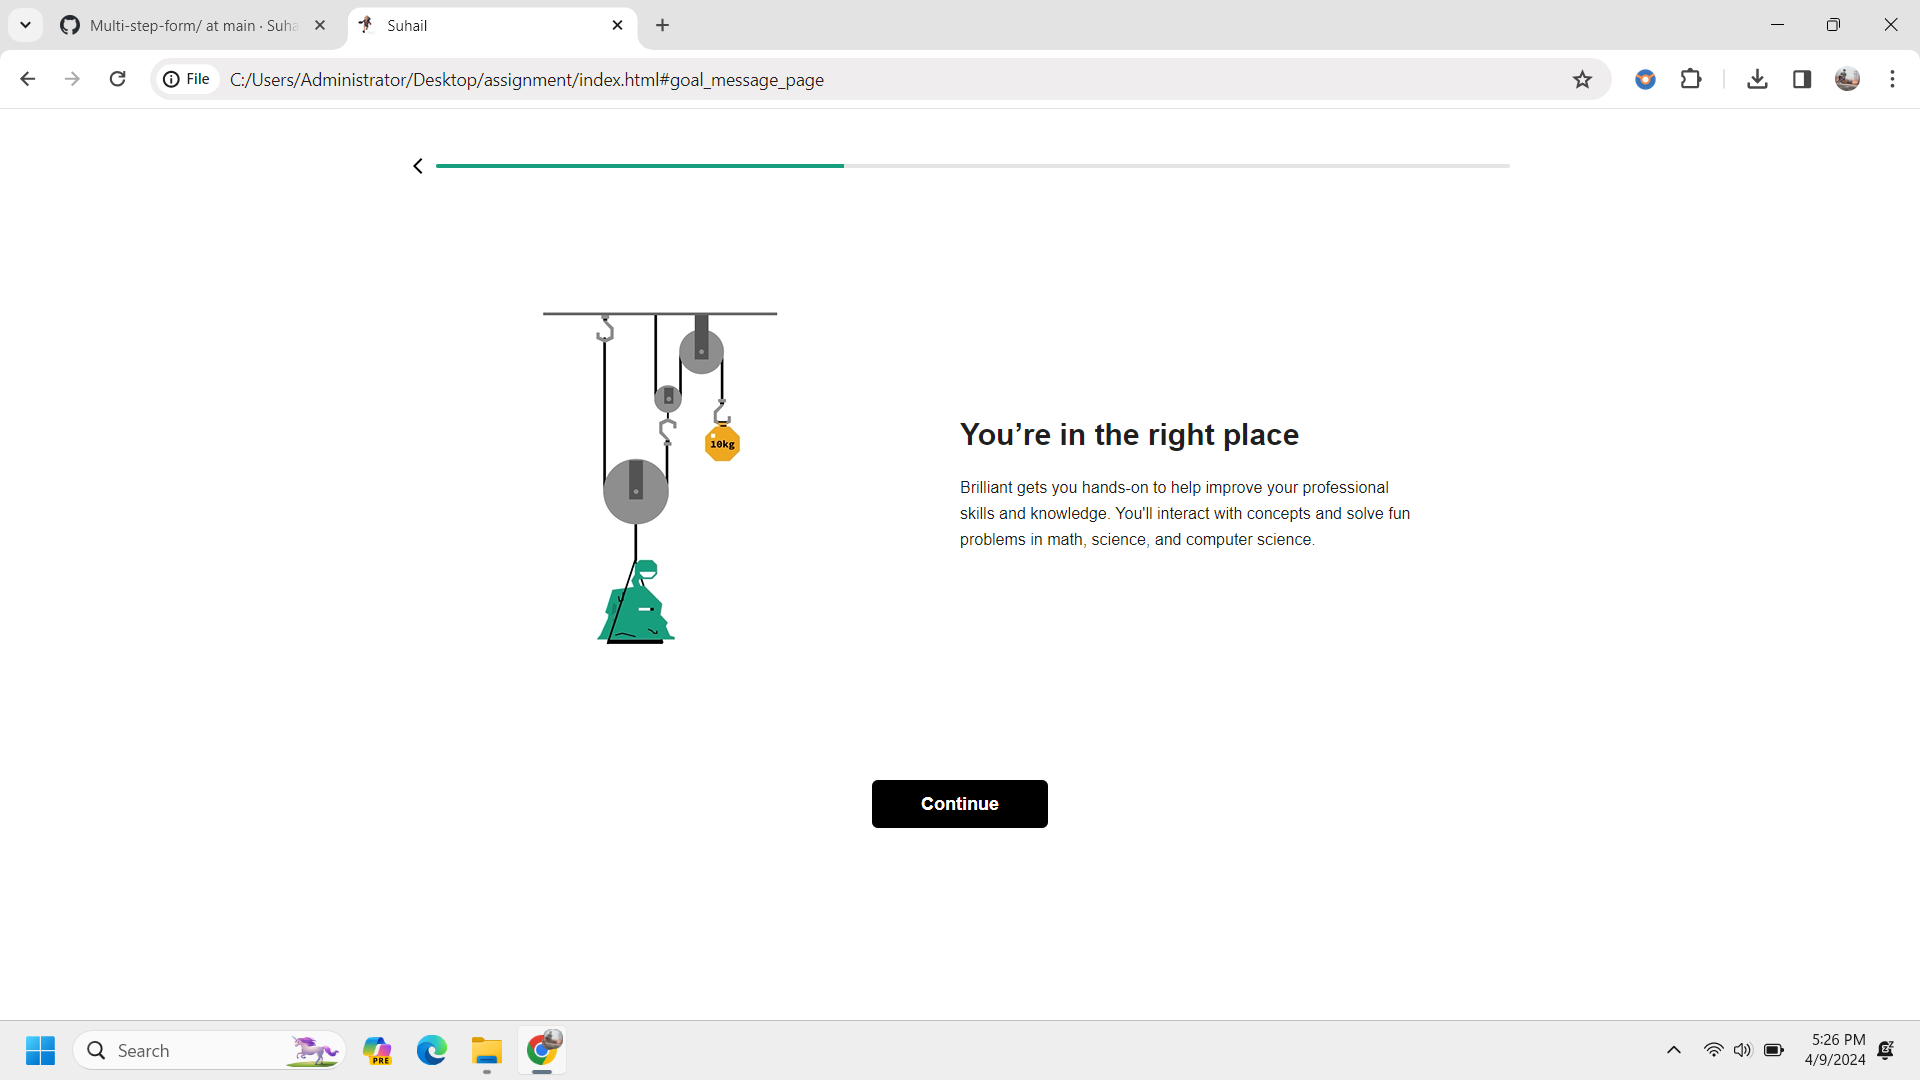 Multi-step-form/ at main · Suha
Suhail
File
C:/Users/Administrator/Desktop/assignment/index.html#goal_message_page
10kg
You’re in the right place
Brilliant gets you hands-on to help improve your professional
skills and knowledge. You'll interact with concepts and solve fun
problems in math, science, and computer science.
Continue
Search
PRE
5:26 PM
4/9/2024